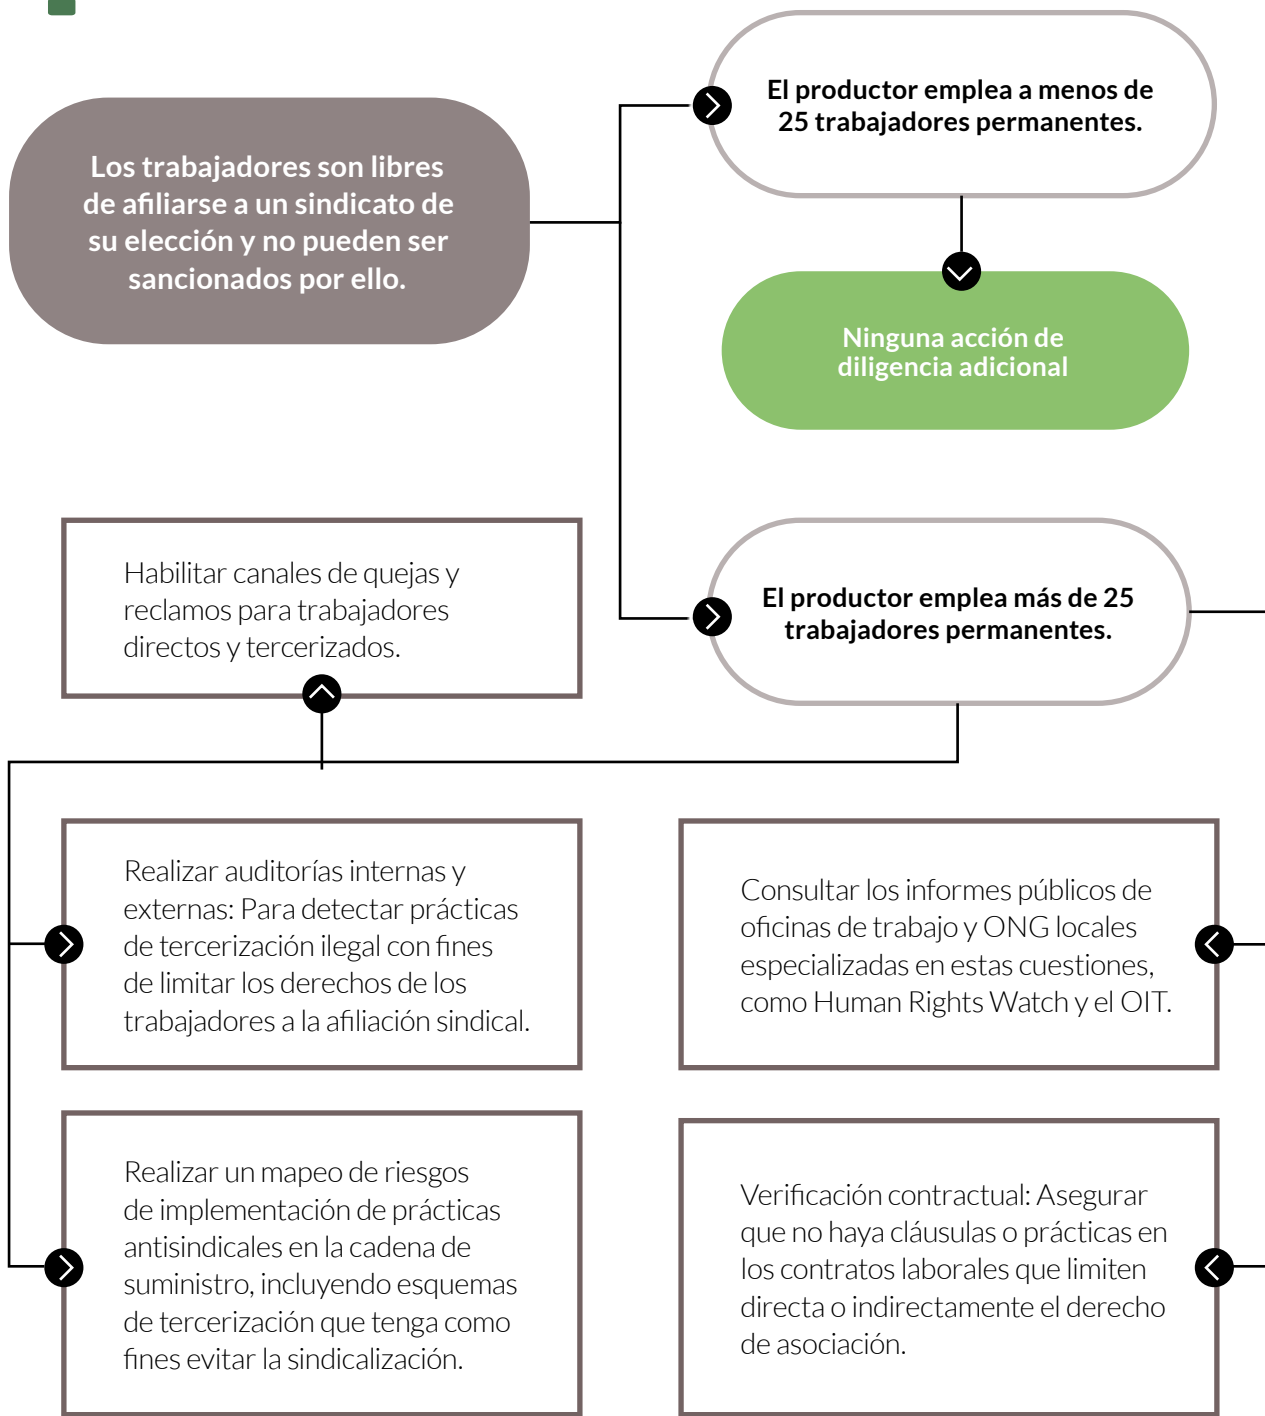 Los trabajadores son libres
de afiliarse a un sindicato de
su elección y no pueden ser
sancionados por ello.
El productor emplea a menos de
25 trabajadores permanentes.
Ninguna acción de
diligencia adicional
El productor emplea más de 25
trabajadores permanentes.
Habilitar canales de quejas y
reclamos para trabajadores
directos y tercerizados.
Realizar auditorías internas y
externas: Para detectar prácticas
de tercerización ilegal con fines
de limitar los derechos de los
trabajadores a la afiliación sindical.
Consultar los informes públicos de
oficinas de trabajo y ONG locales
especializadas en estas cuestiones,
como Human Rights Watch y el OIT.
Realizar un mapeo de riesgos
de implementación de prácticas
antisindicales en la cadena de
suministro, incluyendo esquemas
de tercerización que tenga como
fines evitar la sindicalización.
Verificación contractual: Asegurar
que no haya cláusulas o prácticas en
los contratos laborales que limiten
directa o indirectamente el derecho
de asociación.